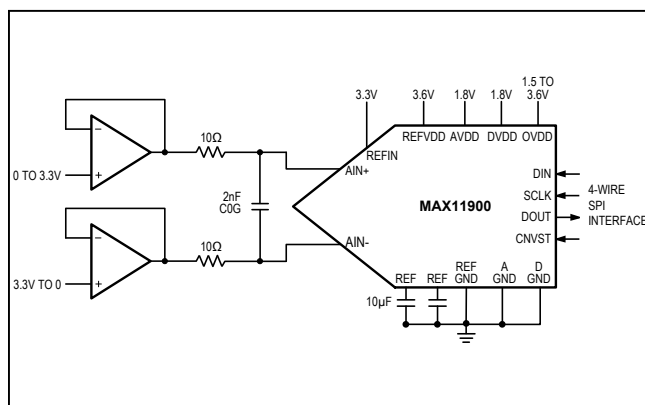 1.5 TO
3.3V 3.6V 1.8V 1.8V 3.6V
REFVDD AVDD DVDD OVDD
REFIN
10Ω
−
+
0 TO 3.3V
AIN+
DIN
2nF
C0G
MAX11900
SCLK
DOUT
CNVST
4-WIRE
SPI
INTERFACE
10Ω
−
+
3.3V TO 0
AIN-
REF REF REF
GND A
GND D
GND
10µF